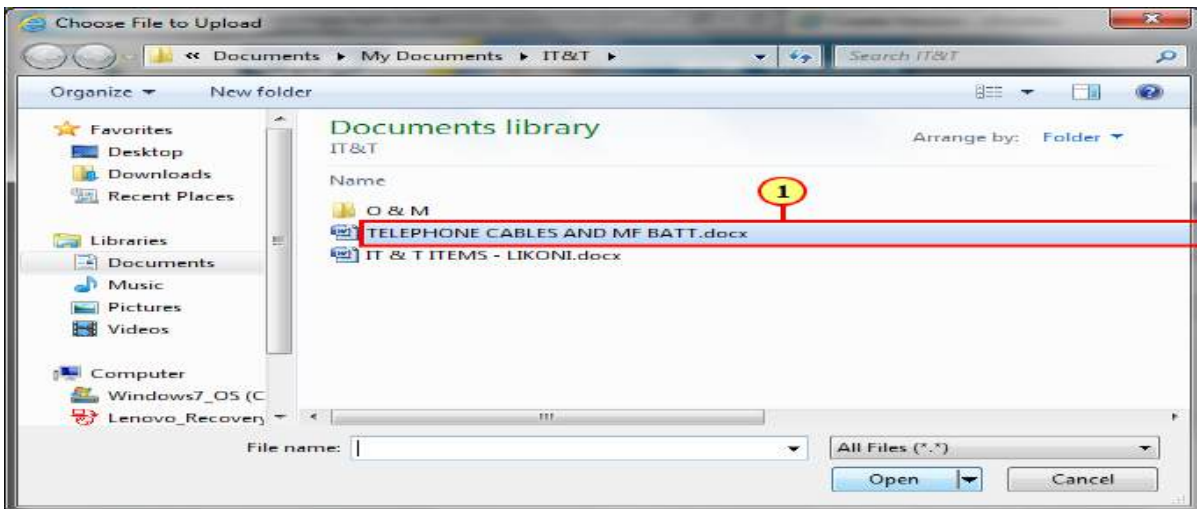 Choose File to Upload
« Documents ▸ My Documents ▸ IT&T ▸
Search IT&T
Organize
New folder
Favorites
Desktop
Downloads
Recent Places
Libraries
Documents
Music
Pictures
Videos
Computer
Windows7_OS (C
Lenovo_Recovery
Documents library
IT&T
Arrange by: Folder
Name
1
O & M
TELEPHONE CABLES AND MF BATT.docx
IT & T ITEMS - LIKONI.docx
File name:
All Files (*.*)
Open
Cancel